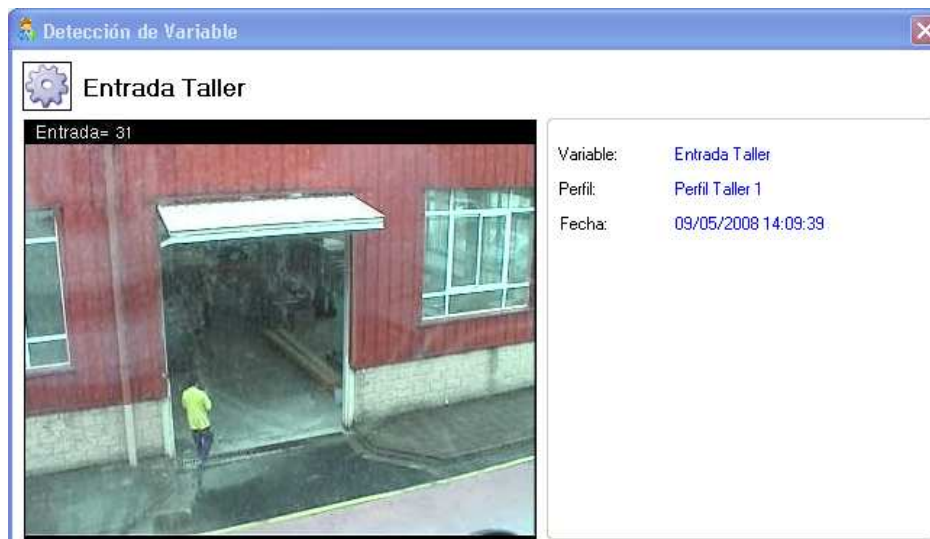 Detección de Variable
Entrada Taller
Entrada= 31
Variable: Entrada Taller
Perfil: Perfil Taller 1
Fecha: 09/05/2008 14:09:39